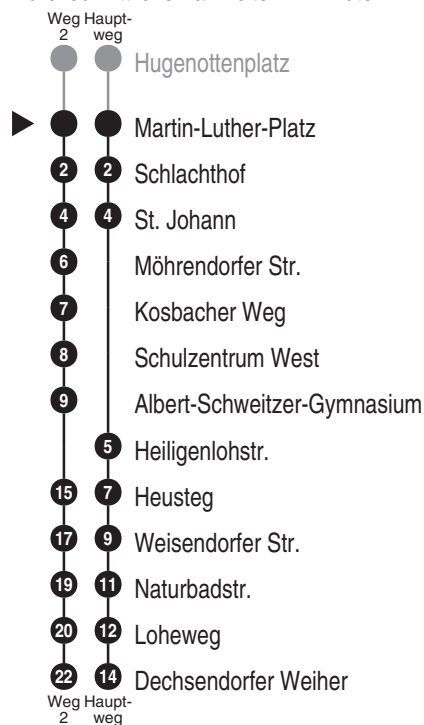 Weg Haupt-
2 weg
Hugenottenplatz
Martin-Luther-Platz
2 2 Schlachthof
4 4 St. Johann
6 Möhrendorfer Str.
7 Kosbacher Weg
8 Schulzentrum West
9 Albert-Schweitzer-Gymnasium
5 Heiligenlohstr.
15 7 Heusteg
17 9 Weisendorfer Str.
19 11 Naturbadstr.
20 12 Loheweg
22 14 Dechsendorfer Weiher
Weg Haupt-
2 weg